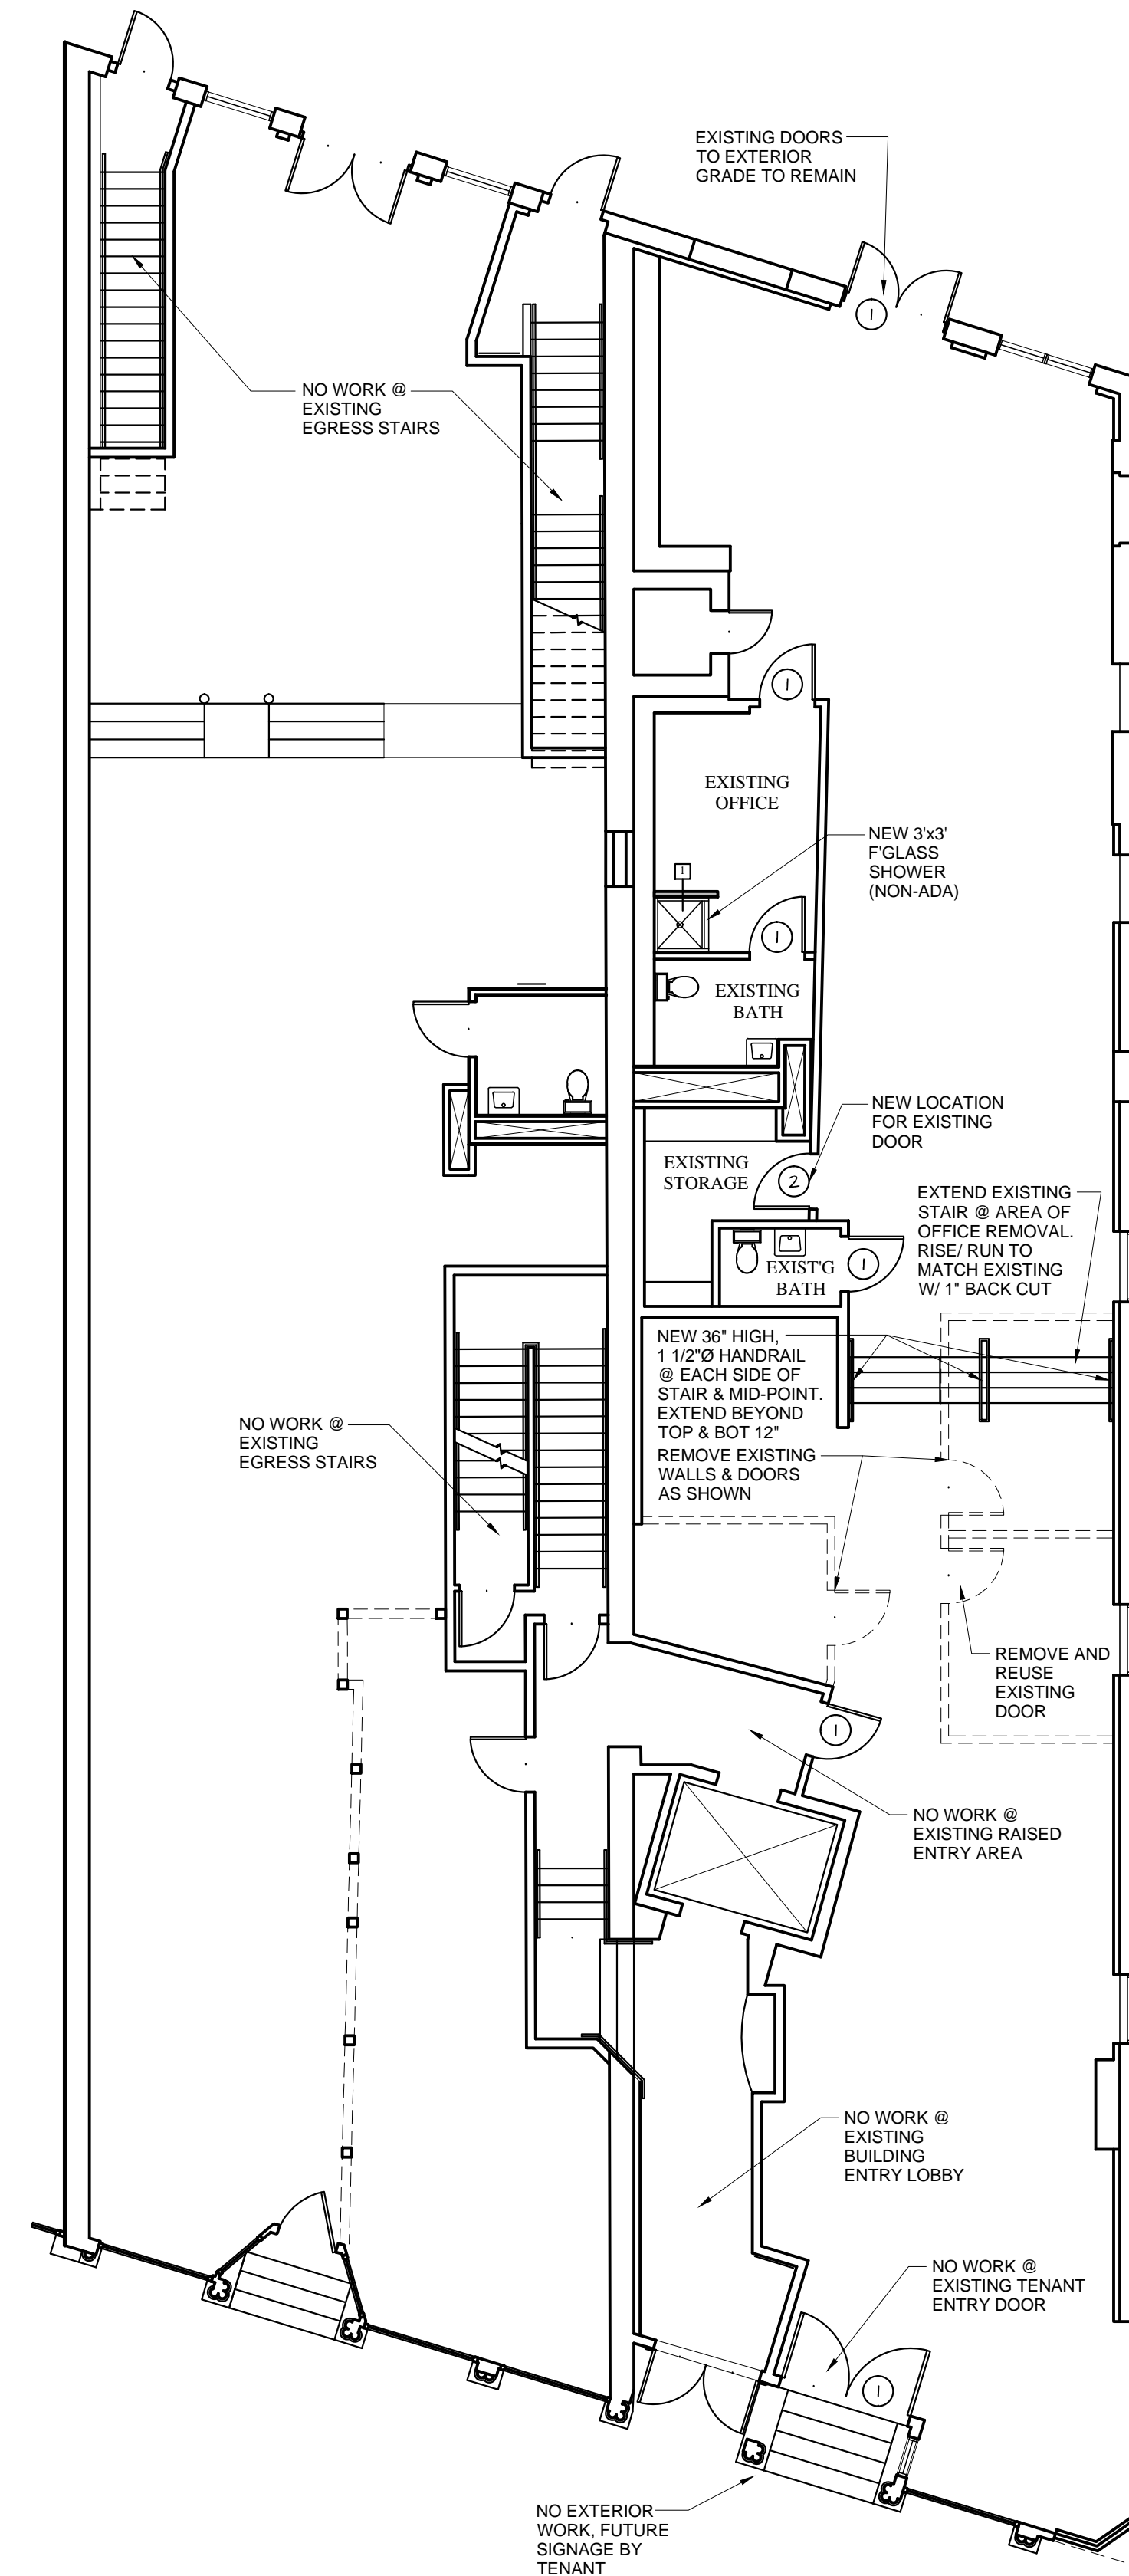 EXISTING DOORS
TO EXTERIOR
GRADE TO REMAIN
1
NO WORK @
EXISTING
EGRESS STAIRS
1
EXISTING
OFFICE
NEW 3'x3'
F'GLASS
SHOWER
(NON-ADA)
1
1
EXISTING
BATH
NEW LOCATION
FOR EXISTING
DOOR
EXISTING
STORAGE
2
EXTEND EXISTING
STAIR @ AREA OF
OFFICE REMOVAL.
RISE/ RUN TO
MATCH EXISTING
W/ 1" BACK CUT
EXIST'G
BATH
1
NEW 36" HIGH,
1 1/2"Ø HANDRAIL
@ EACH SIDE OF
STAIR & MID-POINT.
EXTEND BEYOND
TOP & BOT 12"
REMOVE EXISTING
WALLS & DOORS
AS SHOWN
NO WORK @
EXISTING
EGRESS STAIRS
REMOVE AND
REUSE
EXISTING
DOOR
1
NO WORK @
EXISTING RAISED
ENTRY AREA
NO WORK @
EXISTING
BUILDING
ENTRY LOBBY
NO WORK @
EXISTING TENANT
ENTRY DOOR
1
NO EXTERIOR
WORK, FUTURE
SIGNAGE BY
TENANT